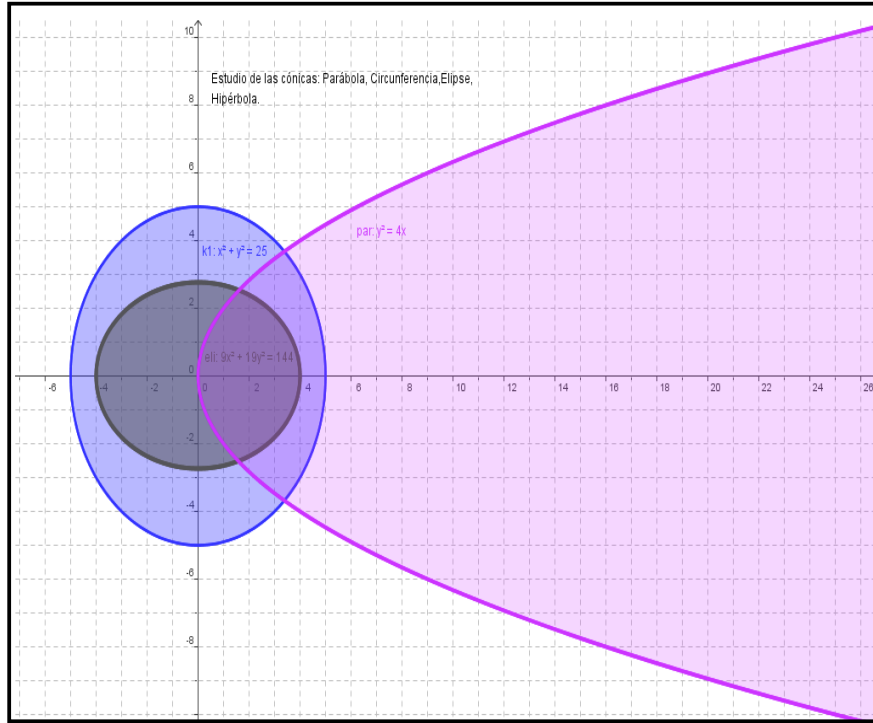 10
Estudio de las cónicas: Parábola, Circunferencia,Elipse,
Hipérbola.
8
6
4
par: y² = 4x
k1: x² + y² = 25
2
eli: 9x² + 19y² = 144
0
-6 -4 -2 0 2 4 6 8 10 12 14 16 18 20 22 24 26
-2
-4
-6
-8